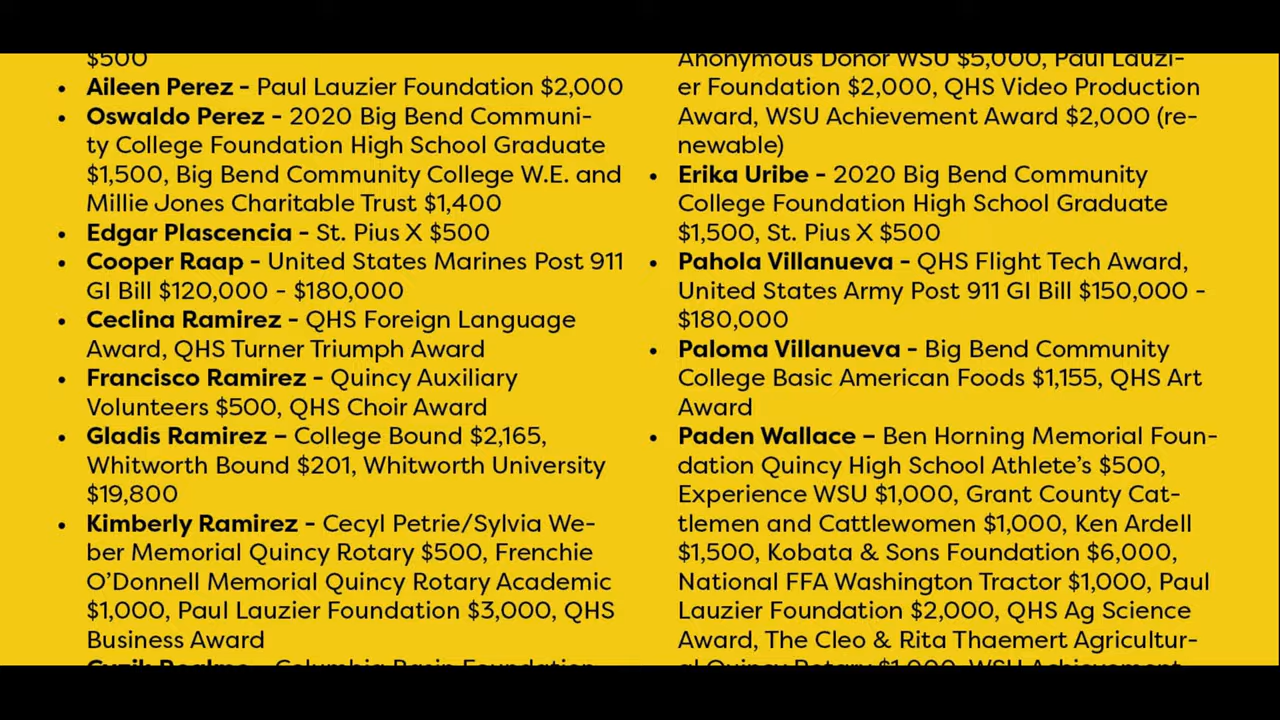 $500
• Aileen Perez - Paul Lauzier Foundation $2,000
• Oswaldo Perez - 2020 Big Bend Communi-
ty College Foundation High School Graduate
$1,500, Big Bend Community College W.E. and
Millie Jones Charitable Trust $1,400
• Edgar Plascencia - St. Pius X $500
• Cooper Raap - United States Marines Post 911
GI Bill $120,000 - $180,000
• Ceclina Ramirez - QHS Foreign Language
Award, QHS Turner Triumph Award
• Francisco Ramirez - Quincy Auxiliary
Volunteers $500, QHS Choir Award
• Gladis Ramirez – College Bound $2,165,
Whitworth Bound $201, Whitworth University
$19,800
• Kimberly Ramirez - Cecyl Petrie/Sylvia We-
ber Memorial Quincy Rotary $500, Frenchie
O’Donnell Memorial Quincy Rotary Academic
$1,000, Paul Lauzier Foundation $3,000, QHS
Business Award
Columbia Basin Foundation
Anonymous Donor WSU $5,000, Paul Lauzi-
er Foundation $2,000, QHS Video Production
Award, WSU Achievement Award $2,000 (re-
newable)
• Erika Uribe - 2020 Big Bend Community
College Foundation High School Graduate
$1,500, St. Pius X $500
• Pahola Villanueva - QHS Flight Tech Award,
United States Army Post 911 GI Bill $150,000 -
$180,000
• Paloma Villanueva - Big Bend Community
College Basic American Foods $1,155, QHS Art
Award
• Paden Wallace – Ben Horning Memorial Foun-
dation Quincy High School Athlete’s $500,
Experience WSU $1,000, Grant County Cat-
tlemen and Cattlewomen $1,000, Ken Ardell
$1,500, Kobata & Sons Foundation $6,000,
National FFA Washington Tractor $1,000, Paul
Lauzier Foundation $2,000, QHS Ag Science
Award, The Cleo & Rita Thaemert Agricultur-
al Quincy Rotary $1,000, WSU Achievement